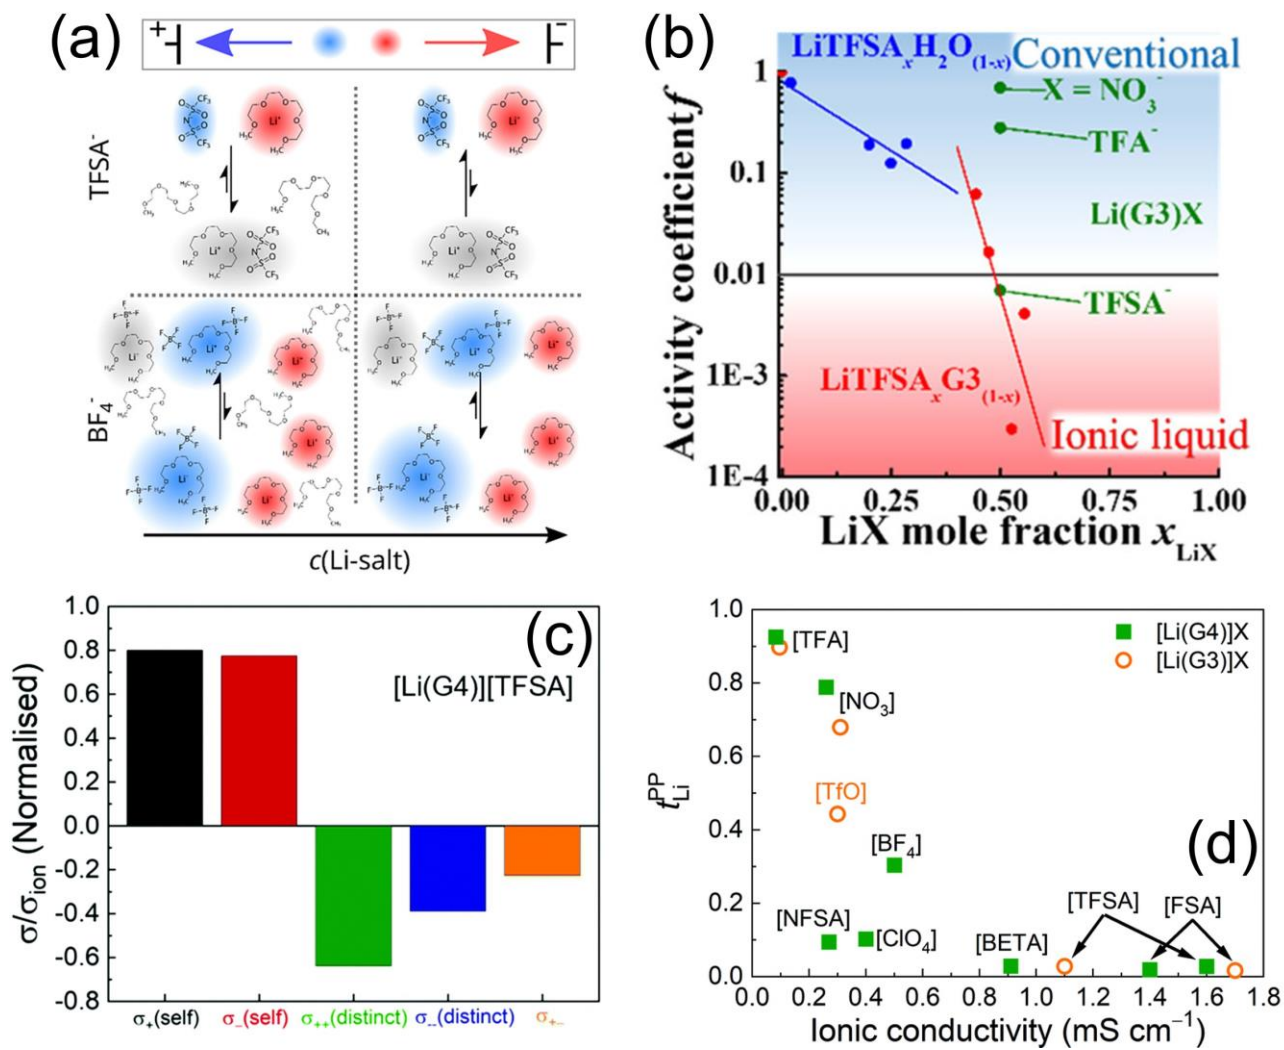 (a)
+
-
TFSA⁻
BF₄⁻
c(Li-salt)
(b)
LiTFSAₓH₂O₍₁₋ₓ₎ Conventional
X = NO₃⁻
TFA⁻
Li(G3)X
TFSA⁻
LiTFSAₓG3₍₁₋ₓ₎
Ionic liquid
Activity coefficient f
1
0.1
0.01
1E-3
1E-4
0.00 0.25 0.50 0.75 1.00
LiX mole fraction x_LiX
(c)
[Li(G4)][TFSA]
σ/σ_ion (Normalised)
1.0
0.8
0.6
0.4
0.2
0.0
-0.2
-0.4
-0.6
-0.8
σ₊(self) σ₋(self) σ₊₊(distinct) σ₋₋(distinct) σ₊₋
(d)
[Li(G4)]X
[Li(G3)]X
[TFA]
[NO₃]
[TfO]
[BF₄]
[TFSA] [FSA]
[NFSA] [ClO₄] [BETA]
t_Li^PP
1.0
0.8
0.6
0.4
0.2
0.0
0.0 0.2 0.4 0.6 0.8 1.0 1.2 1.4 1.6 1.8
Ionic conductivity (mS cm⁻¹)